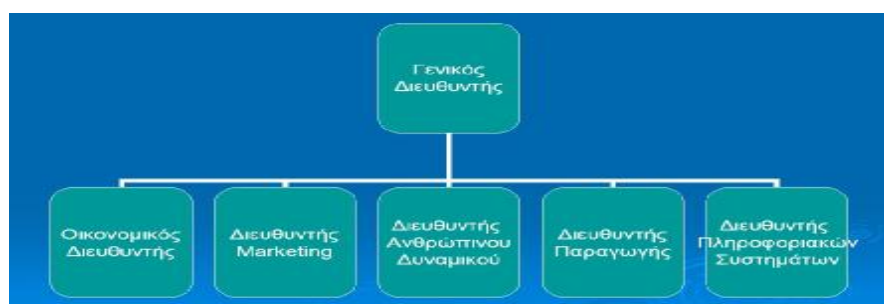 Γενικός
Διευθυντής
Οικονομικός
Διευθυντής
Διευθυντής
Marketing
Διευθυντής
Ανθρώπινου
Δυναμικού
Διευθυντής
Παραγωγής
Διευθυντής
Πληροφοριακών
Συστημάτων